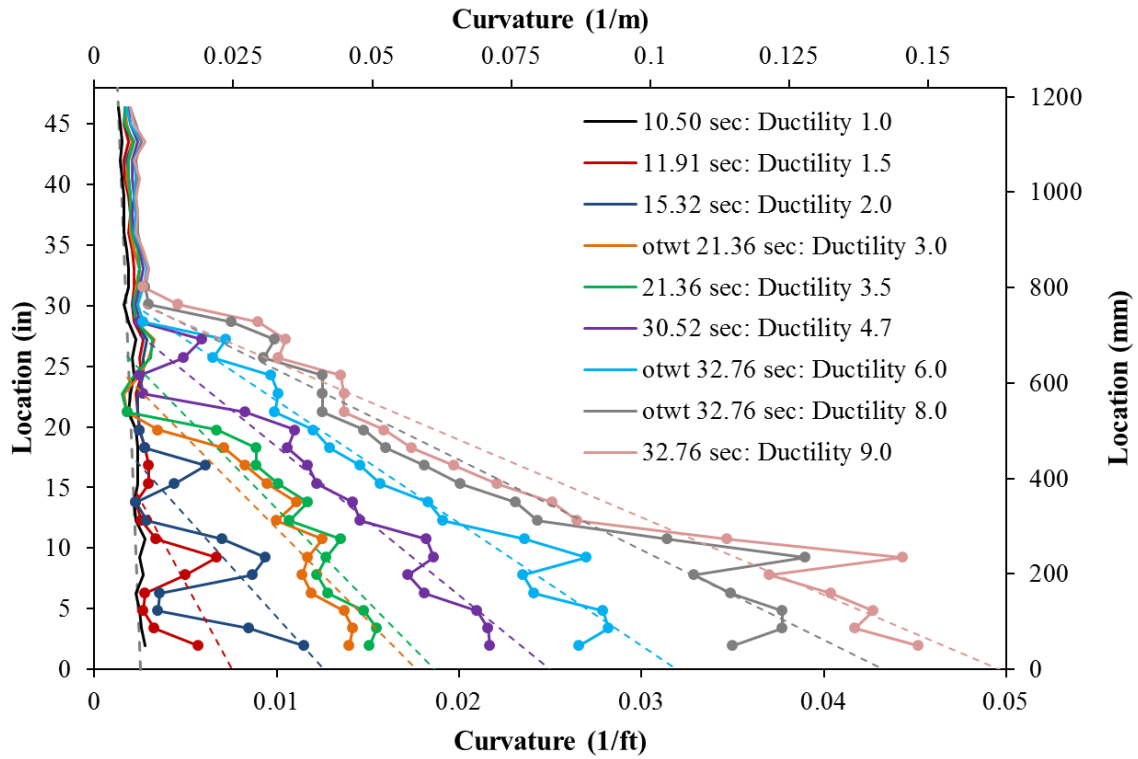 Curvature (1/m)
0 0.025 0.05 0.075 0.1 0.125 0.15
45
40
35
30
25
20
15
10
5
0
Location (in)
10.50 sec: Ductility 1.0
11.91 sec: Ductility 1.5
15.32 sec: Ductility 2.0
otwt 21.36 sec: Ductility 3.0
21.36 sec: Ductility 3.5
30.52 sec: Ductility 4.7
otwt 32.76 sec: Ductility 6.0
otwt 32.76 sec: Ductility 8.0
32.76 sec: Ductility 9.0
1200
1000
800
600
400
200
0
Location (mm)
0 0.01 0.02 0.03 0.04 0.05
Curvature (1/ft)